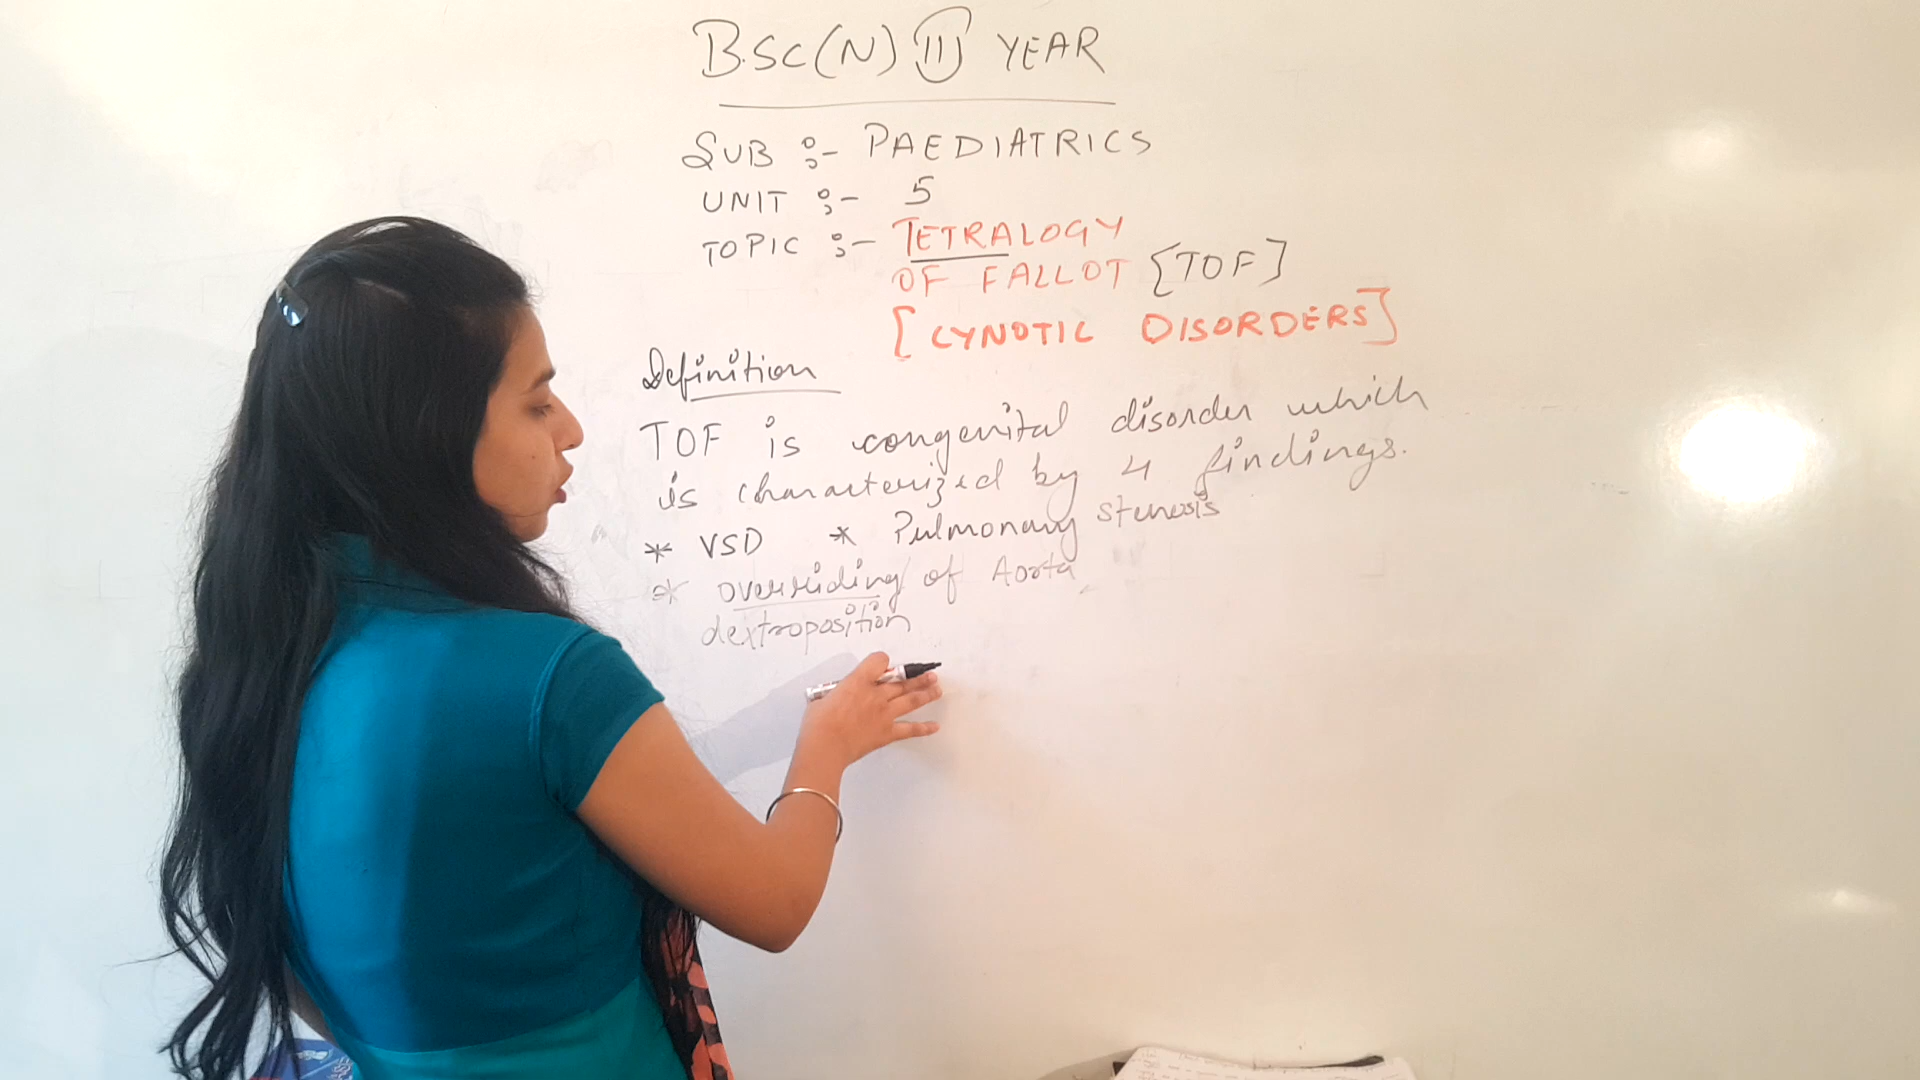 B.SC(N) III YEAR
SUB :- PAEDIATRICS
UNIT :- 5
TOPIC :- TETRALOGY
OF FALLOT [TOF]
[CYNOTIC DISORDERS]
Definition
TOF is congenital disorder which
is characterized by 4 findings.
* VSD * Pulmonary stenosis
* overriding of Aorta
dextroposition